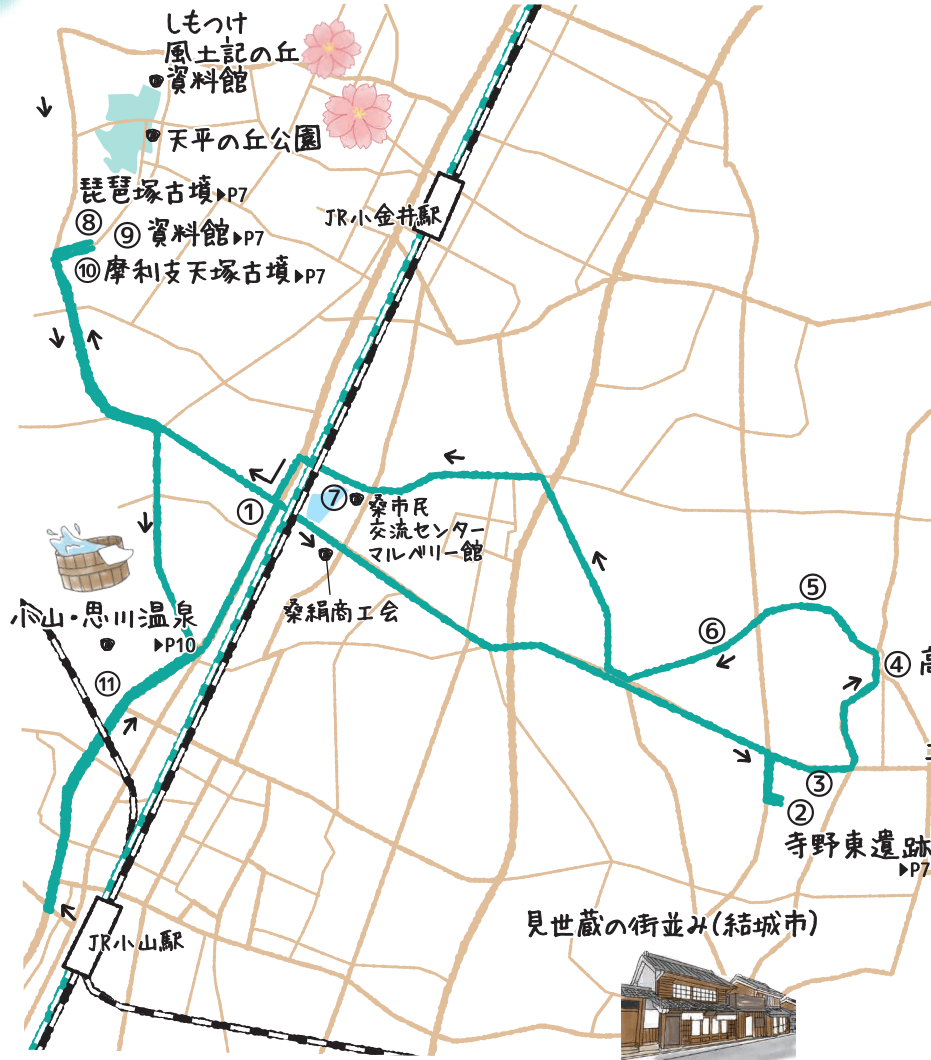 しもつけ
風土記の丘
資料館
天平の丘公園
琵琶塚古墳▶P7
⑧
⑨ 資料館▶P7
⑩摩利支天塚古墳▶P7
JR小金井駅
①
⑦ 桑市民
交流センター
マルベリー館
桑絹商工会
小山・思川温泉
▶P10
⑪
⑤
⑥
④ 高
③
②
寺野東遺跡
▶P7
見世蔵の街並み(結城市)
JR小山駅